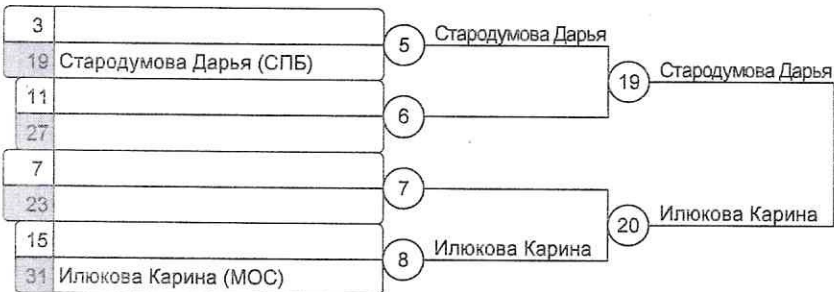 3
5 Стародумова Дарья
19 Стародумова Дарья (СПБ)
19 Стародумова Дарья
11
6
27
7
7
23
20 Илюкова Карина
15
8 Илюкова Карина
31 Илюкова Карина (МОС)